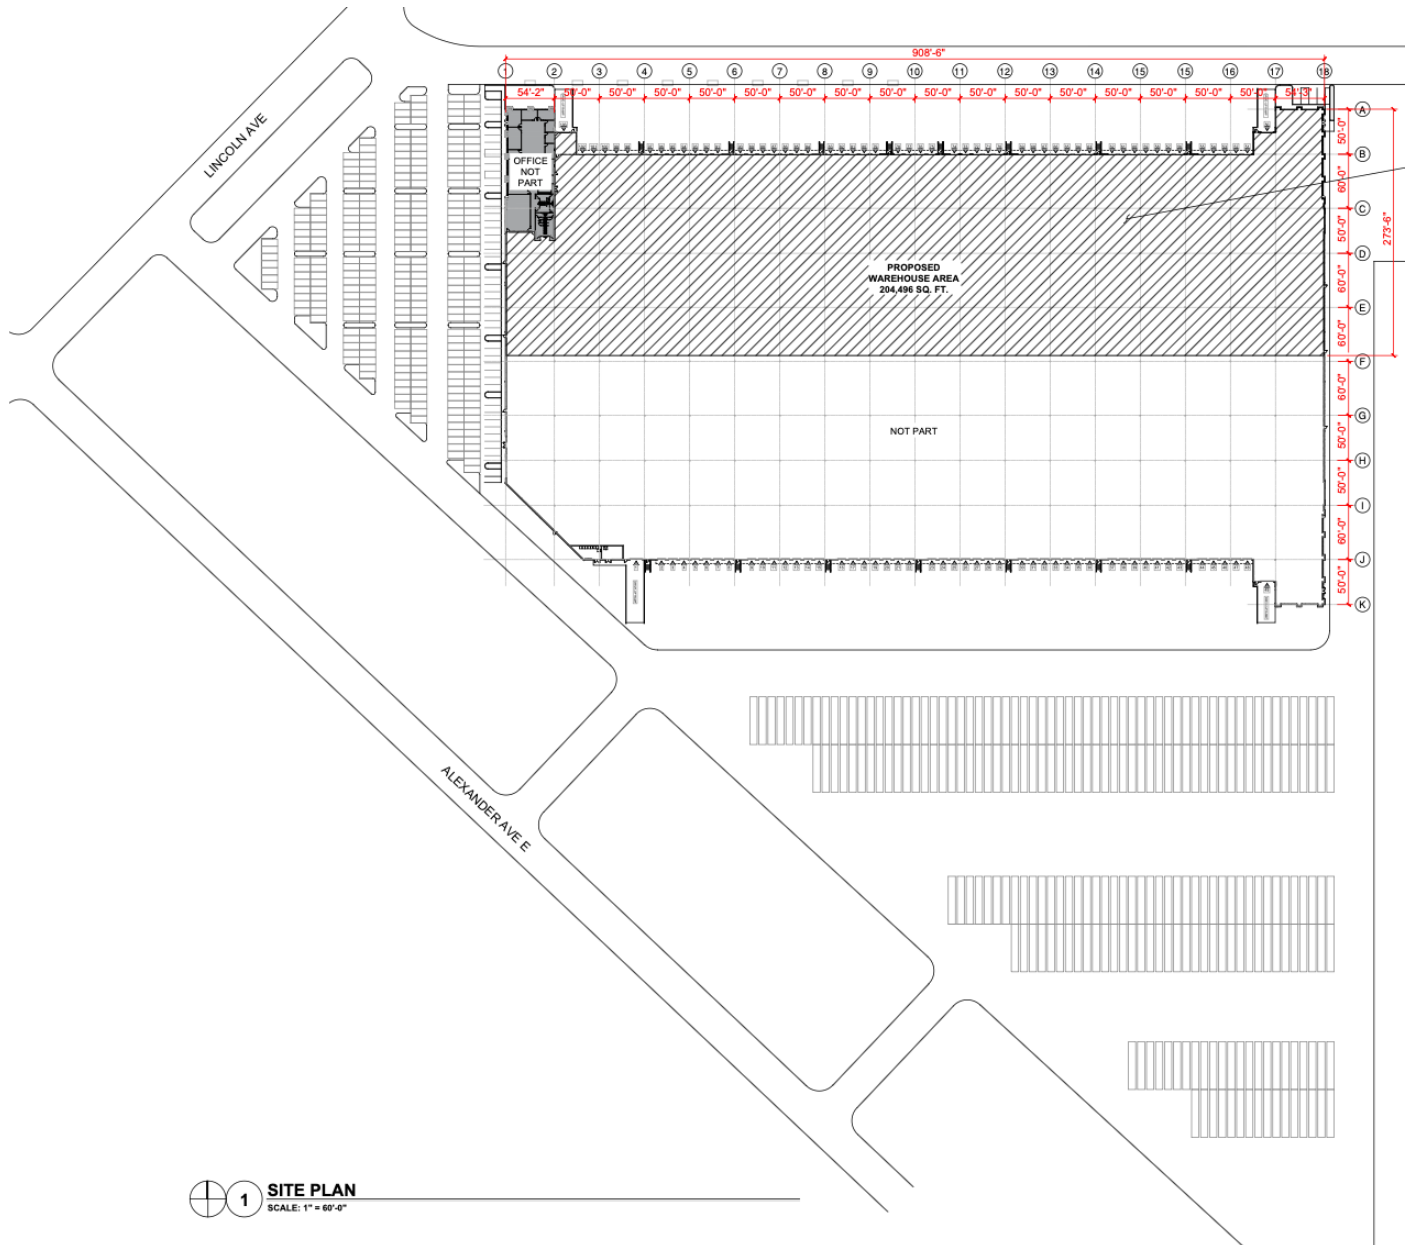 908'-6"
1 2 3 4 5 6 7 8 9 10 11 12 13 14 15 15 16 17 18
54'-2" 50'-0" 50'-0" 50'-0" 50'-0" 50'-0" 50'-0" 50'-0" 50'-0" 50'-0" 50'-0" 50'-0" 50'-0" 50'-0" 50'-0" 50'-0" 54'-3"
LINCOLN AVE
OFFICE
NOT
PART
A
50'-0"
B
60'-0"
C
50'-0"
273'-6"
D
60'-0"
E
60'-0"
F
60'-0"
G
50'-0"
H
50'-0"
I
60'-0"
J
50'-0"
K
PROPOSED
WAREHOUSE AREA
204,496 SQ. FT.
NOT PART
ALEXANDER AVE E
1
SITE PLAN
SCALE: 1" = 60'-0"